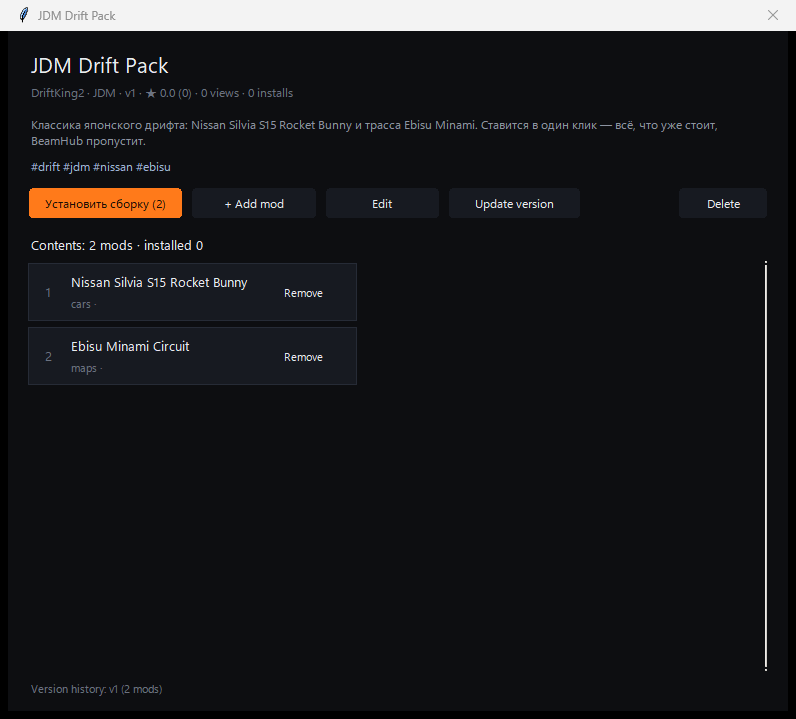 JDM Drift Pack
JDM Drift Pack
DriftKing2 · JDM · v1 · ★ 0.0 (0) · 0 views · 0 installs
Классика японского дрифта: Nissan Silvia S15 Rocket Bunny и трасса Ebisu Minami. Ставится в один клик — всё, что уже стоит,
BeamHub пропустит.
#drift #jdm #nissan #ebisu
Установить сборку (2)
+ Add mod
Edit
Update version
Delete
Contents: 2 mods · installed 0
1
Nissan Silvia S15 Rocket Bunny
cars ·
Remove
2
Ebisu Minami Circuit
maps ·
Remove
Version history: v1 (2 mods)